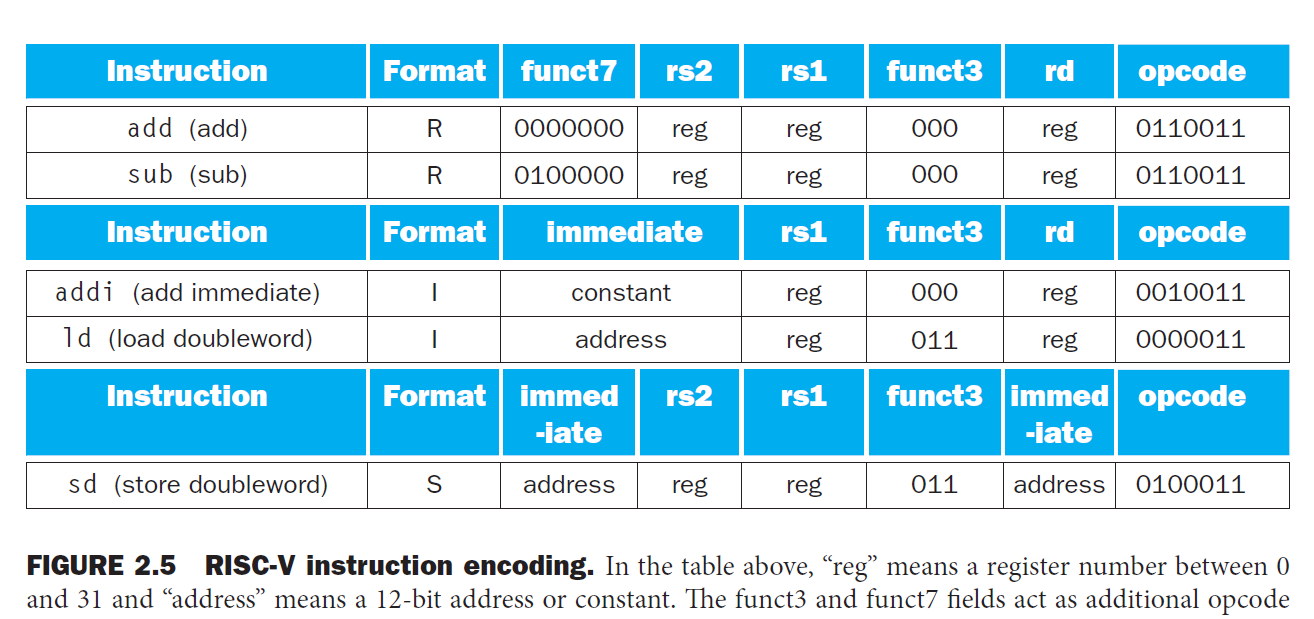 Instruction Format funct7 rs2 rs1 funct3 rd opcode
add (add) R 0000000 reg reg 000 reg 0110011
sub (sub) R 0100000 reg reg 000 reg 0110011
Instruction Format immediate rs1 funct3 rd opcode
addi (add immediate) I constant reg 000 reg 0010011
ld (load doubleword) I address reg 011 reg 0000011
Instruction Format immed rs2 rs1 funct3 immed opcode
-iate -iate
sd (store doubleword) S address reg reg 011 address 0100011
FIGURE 2.5 RISC-V instruction encoding. In the table above, “reg” means a register number between 0
and 31 and “address” means a 12-bit address or constant. The funct3 and funct7 fields act as additional opcode